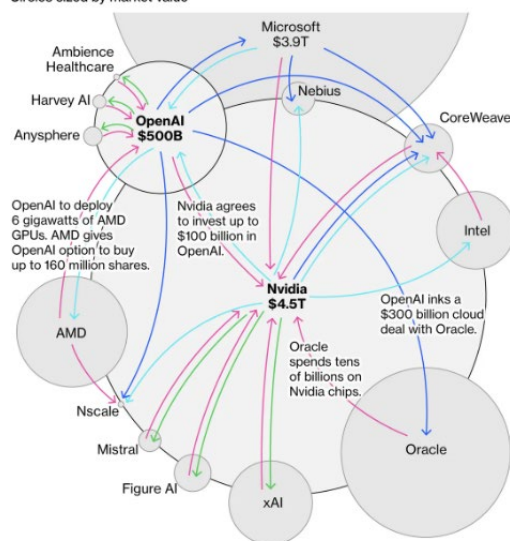 Circles sized by market value
Microsoft
$3.9T
Ambience
Healthcare
Harvey AI
OpenAI
$500B
Anysphere
Nebius
CoreWeave
OpenAI to deploy
6 gigawatts of AMD
GPUs. AMD gives
OpenAI option to buy
up to 160 million shares.
Nvidia agrees
to invest up to
$100 billion in
OpenAI.
Intel
Nvidia
$4.5T
OpenAI inks a
$300 billion cloud
deal with Oracle.
AMD
Oracle
spends tens
of billions on
Nvidia chips.
Nscale
Mistral
Figure AI
xAI
Oracle